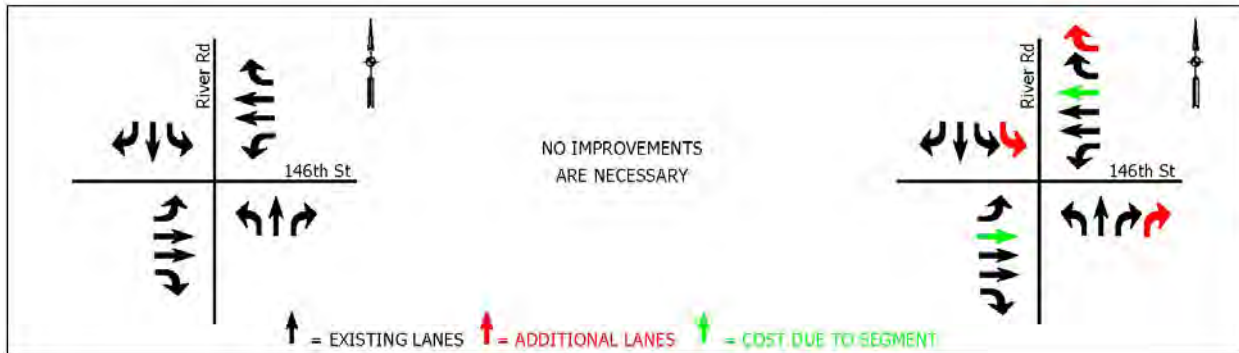 River Rd
146th St
NO IMPROVEMENTS
ARE NECESSARY
River Rd
146th St
= EXISTING LANES
= ADDITIONAL LANES
= COST DUE TO SEGMENT